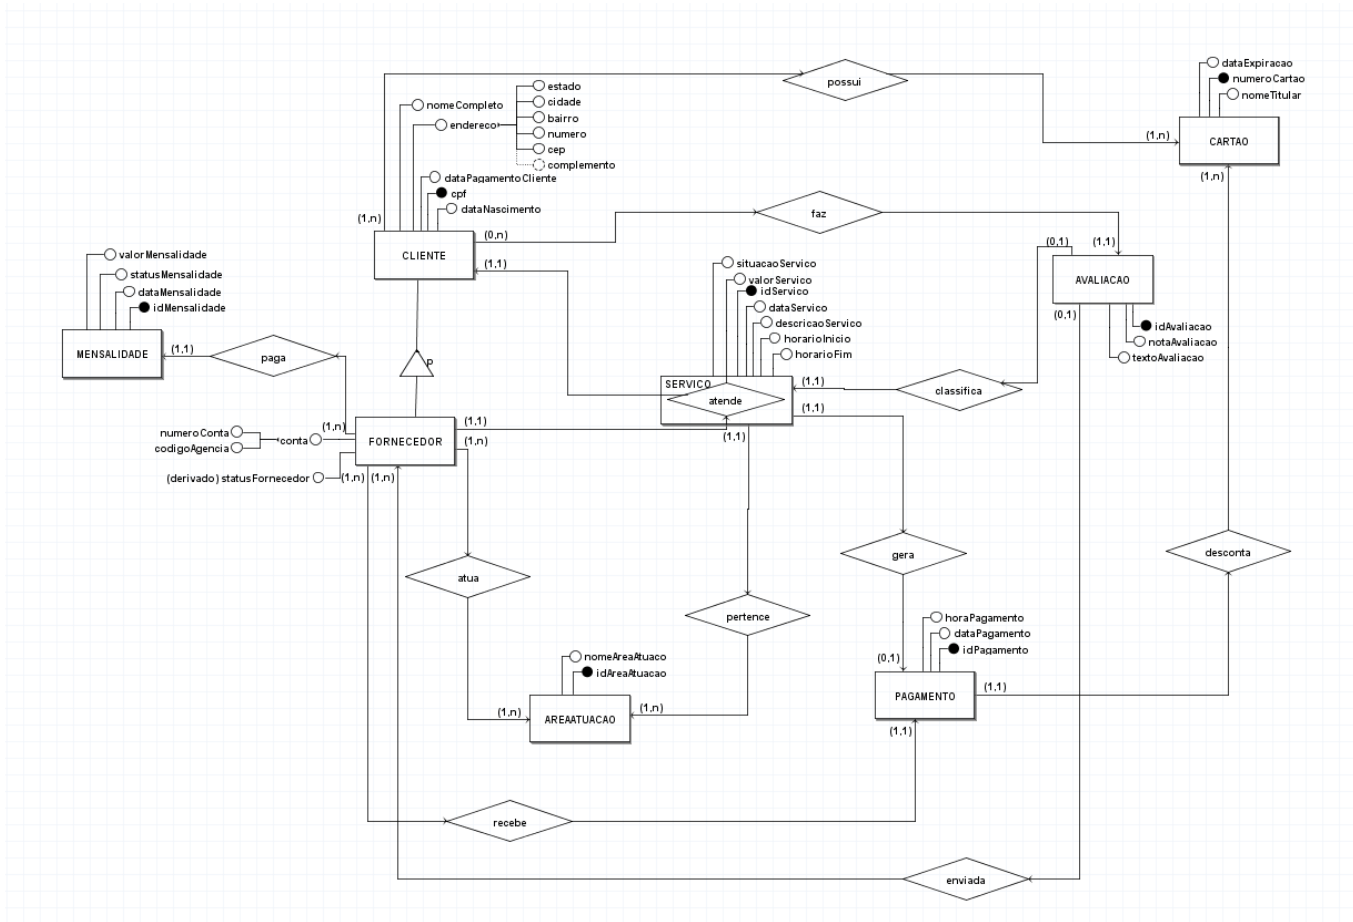 possui
dataExpiracao
numeroCartao
nomeTitular
CARTAO
(1,n)
(1,n)
estado
cidade
bairro
numero
cep
complemento
nomeCompleto
endereco
dataPagamentoCliente
cpf
dataNascimento
(1,n)
CLIENTE
(0,n)
(1,1)
faz
(0,1)
(1,1)
AVALIACAO
(0,1)
idAvaliacao
notaAvaliacao
textoAvaliacao
valorMensalidade
statusMensalidade
dataMensalidade
idMensalidade
MENSALIDADE
(1,1)
paga
p
situacaoServico
valorServico
idServico
dataServico
descricaoServico
horarioInicio
horarioFim
SERVICO
atende
(1,1)
(1,1)
(1,1)
classifica
(1,n)
numeroConta
codigoAgencia
conta
FORNECEDOR
(1,1)
(1,n)
(derivado) statusFornecedor
(1,n)
(1,n)
atua
gera
desconta
pertence
nomeAreaAtuaco
idAreaAtuacao
(1,n)
AREAATUACAO
(1,n)
horaPagamento
dataPagamento
idPagamento
(0,1)
PAGAMENTO
(1,1)
(1,1)
recebe
enviada